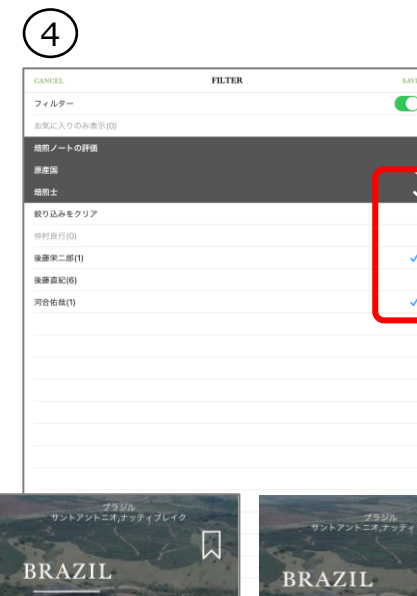 ④
CANCEL FILTER SAVE
フィルター
お気に入りのみ表示(0)
焙煎ノートの評価
原産国
焙煎士
絞り込みをクリア
仲村良行(0)
後藤栄二郎(1)
後藤直紀(6)
河合佑哉(1)
ブラジル
サントアントニオ,ナッティブレイク
BRAZIL
ブラジル
サントアントニオ,ナッティ
BRAZIL